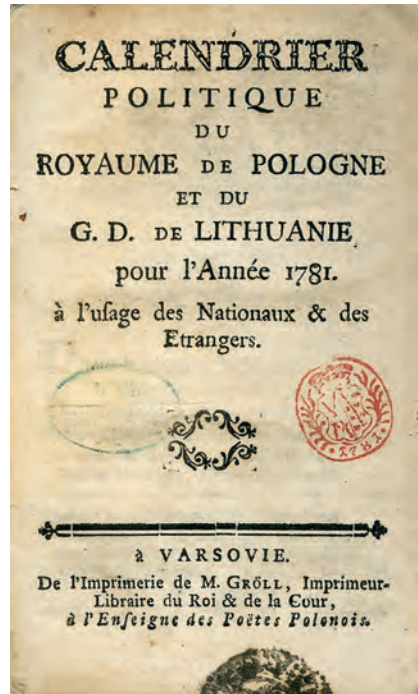 CALENDRIER
POLITIQUE
DU
ROYAUME DE POLOGNE
ET DU
G. D. DE LITHUANIE
pour l'Année 1781.
à l'uſage des Nationaux & des
Etrangers.
à VARSOVIE.
De l'Imprimerie de M. GRÖLL, Imprimeur-
Libraire du Roi & de la Cour,
à l'Enſeigne des Poëtes Polonois.